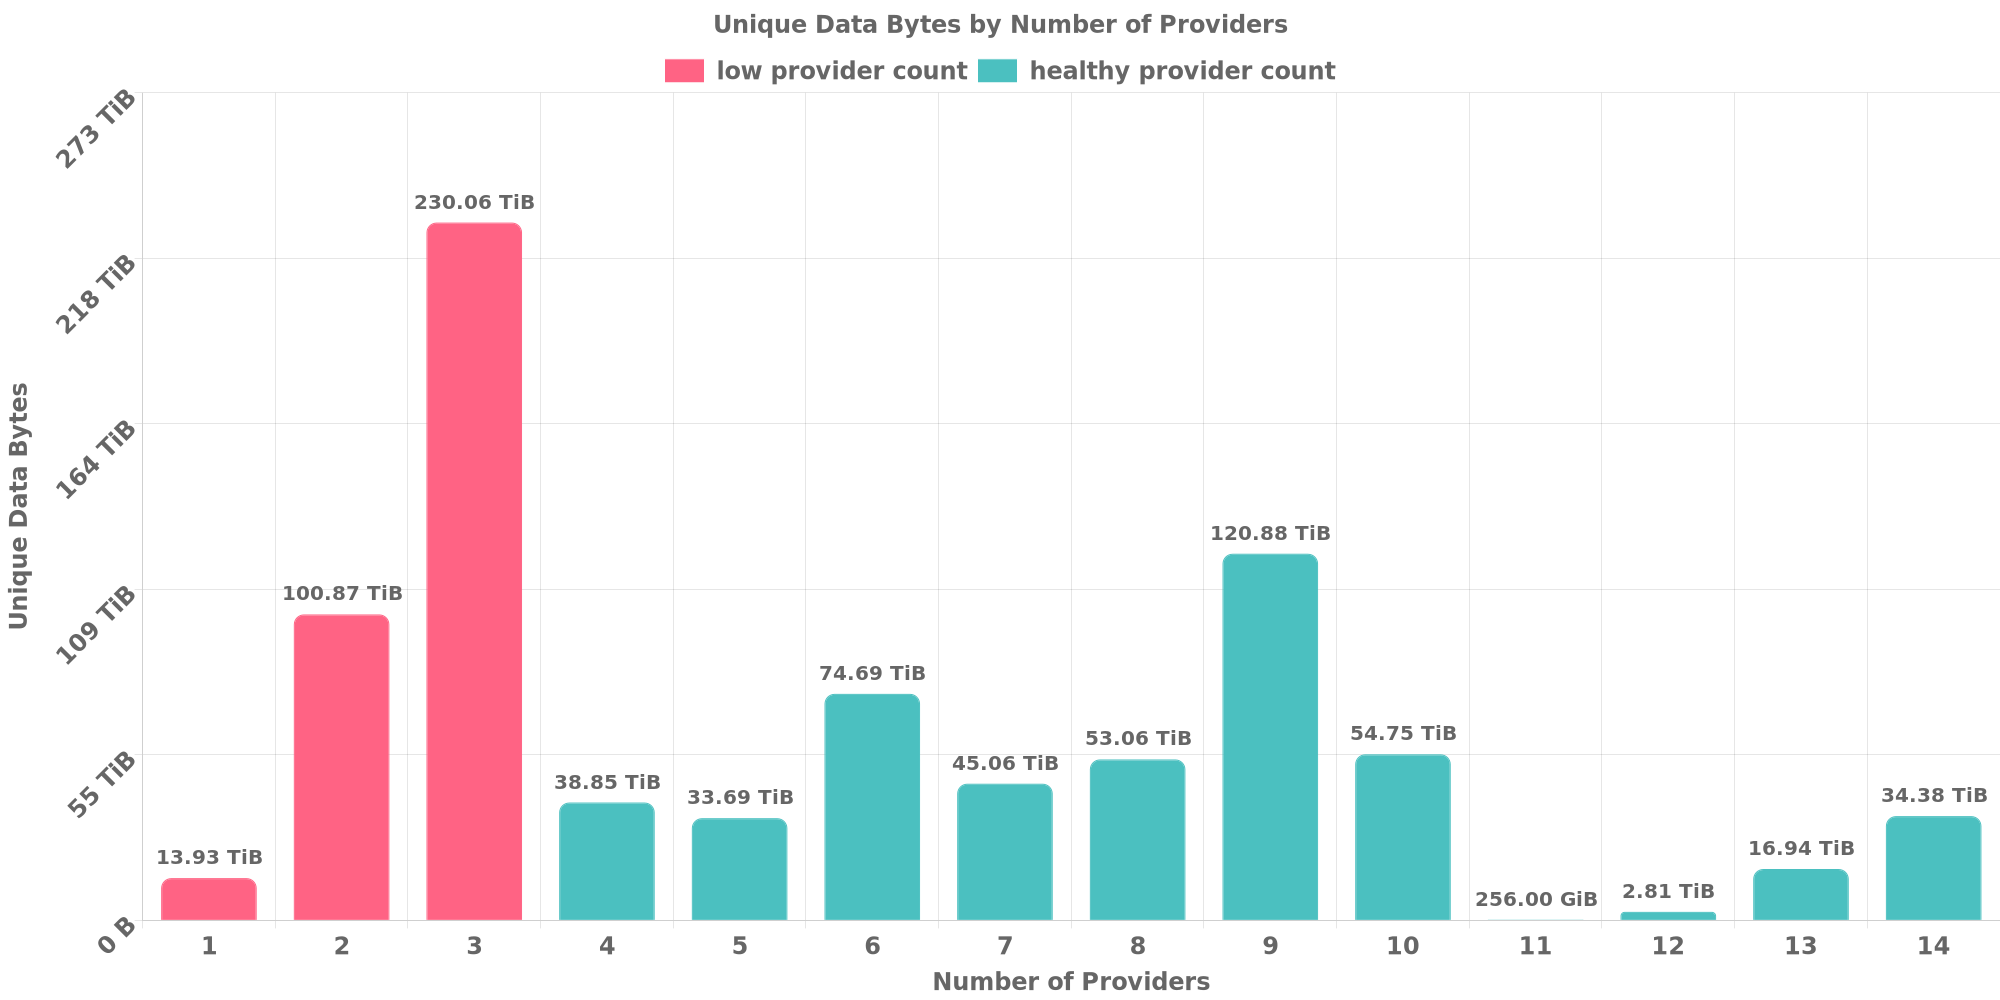 Unique Data Bytes by Number of Providers
low provider count healthy provider count
273 TiB
218 TiB
164 TiB
109 TiB
55 TiB
0 B
Unique Data Bytes
13.93 TiB
100.87 TiB
230.06 TiB
38.85 TiB
33.69 TiB
74.69 TiB
45.06 TiB
53.06 TiB
120.88 TiB
54.75 TiB
256.00 GiB
2.81 TiB
16.94 TiB
34.38 TiB
1 2 3 4 5 6 7 8 9 10 11 12 13 14
Number of Providers